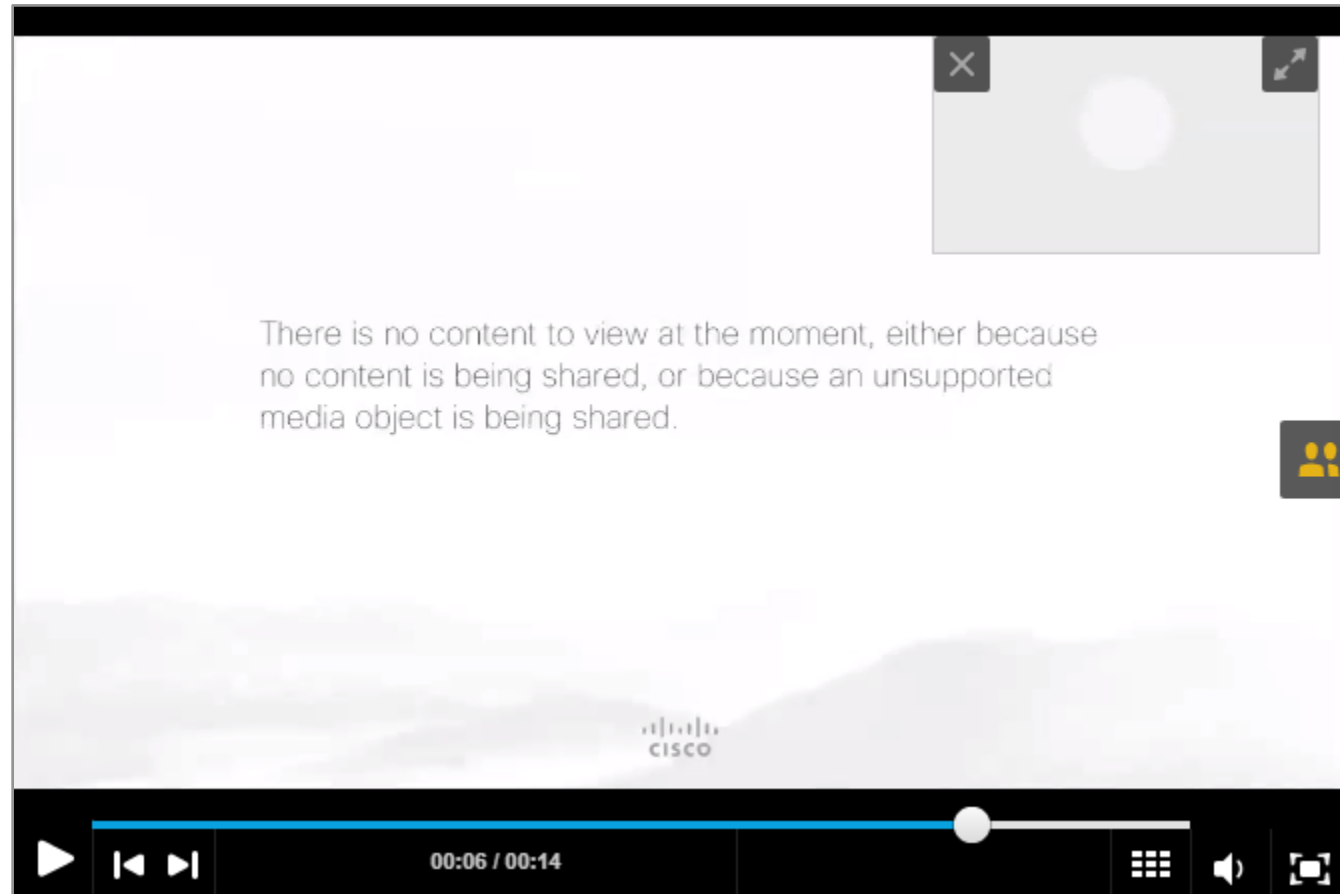 There is no content to view at the moment, either because
no content is being shared, or because an unsupported
media object is being shared.
CISCO
00:06 / 00:14